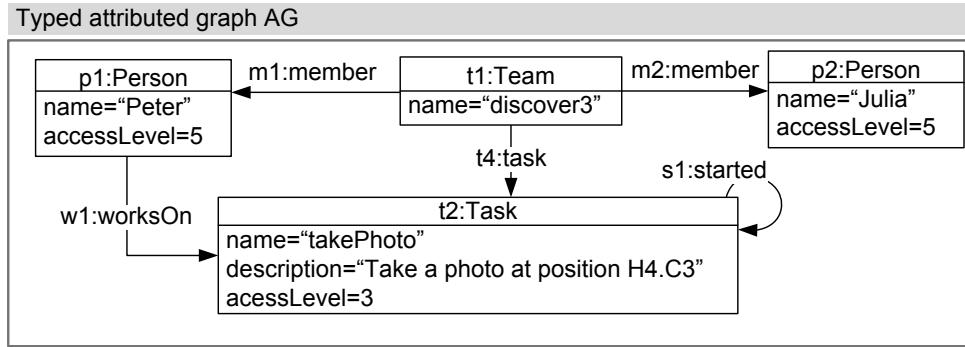 Typed attributed graph AG
p1:Person
m1:member
t1:Team
m2:member
p2:Person
name=“Peter”
accessLevel=5
name=“discover3”
name=“Julia”
accessLevel=5
t4:task
s1:started
w1:worksOn
t2:Task
name=“takePhoto”
description=“Take a photo at position H4.C3”
acessLevel=3